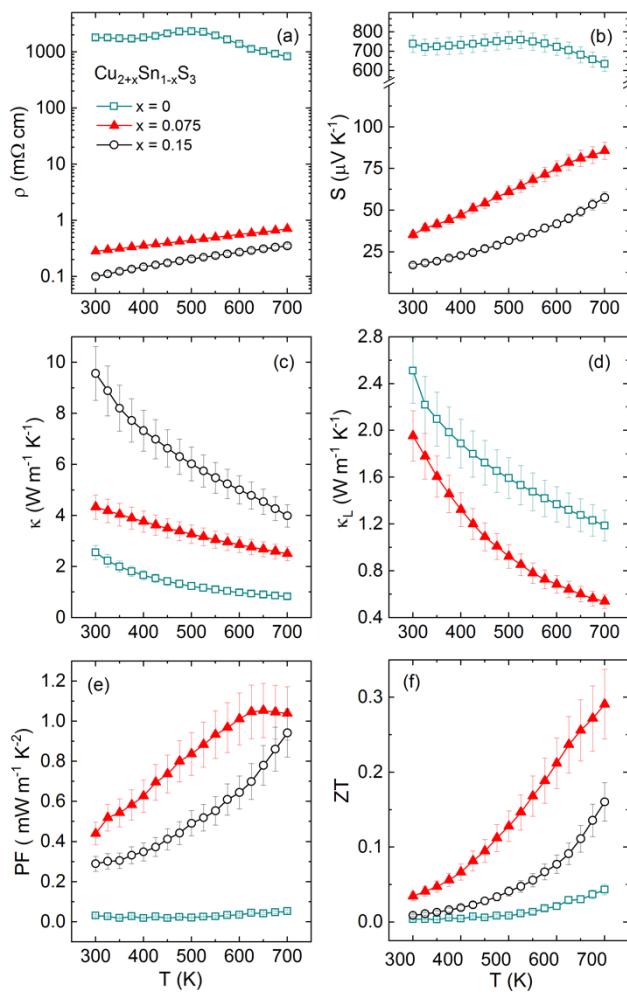 (a)
Cu2+xSn1-xS3
x = 0
x = 0.075
x = 0.15
ρ (mΩ cm)
1000
100
10
1
0.1
300 400 500 600 700
(b)
S (μV K-1)
800
700
600
100
75
50
25
300 400 500 600 700
(c)
κ (W m-1 K-1)
10
8
6
4
2
0
300 400 500 600 700
(d)
κL (W m-1 K-1)
2.8
2.4
2.0
1.6
1.2
0.8
0.4
300 400 500 600 700
(e)
PF ( mW m-1 K-2)
1.2
1.0
0.8
0.6
0.4
0.2
0.0
300 400 500 600 700
T (K)
(f)
ZT
0.3
0.2
0.1
0.0
300 400 500 600 700
T (K)